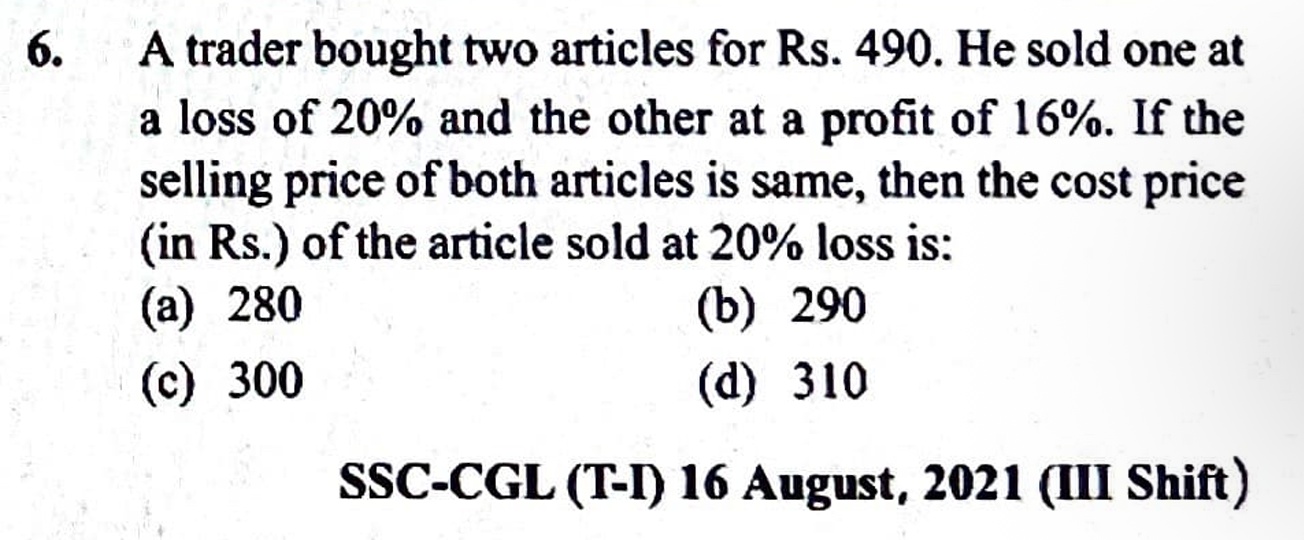 6. A trader bought two articles for Rs. 490. He sold one at
a loss of 20% and the other at a profit of 16%. If the
selling price of both articles is same, then the cost price
(in Rs.) of the article sold at 20% loss is:
(a) 280 (b) 290
(c) 300 (d) 310
SSC-CGL (T-I) 16 August, 2021 (III Shift)